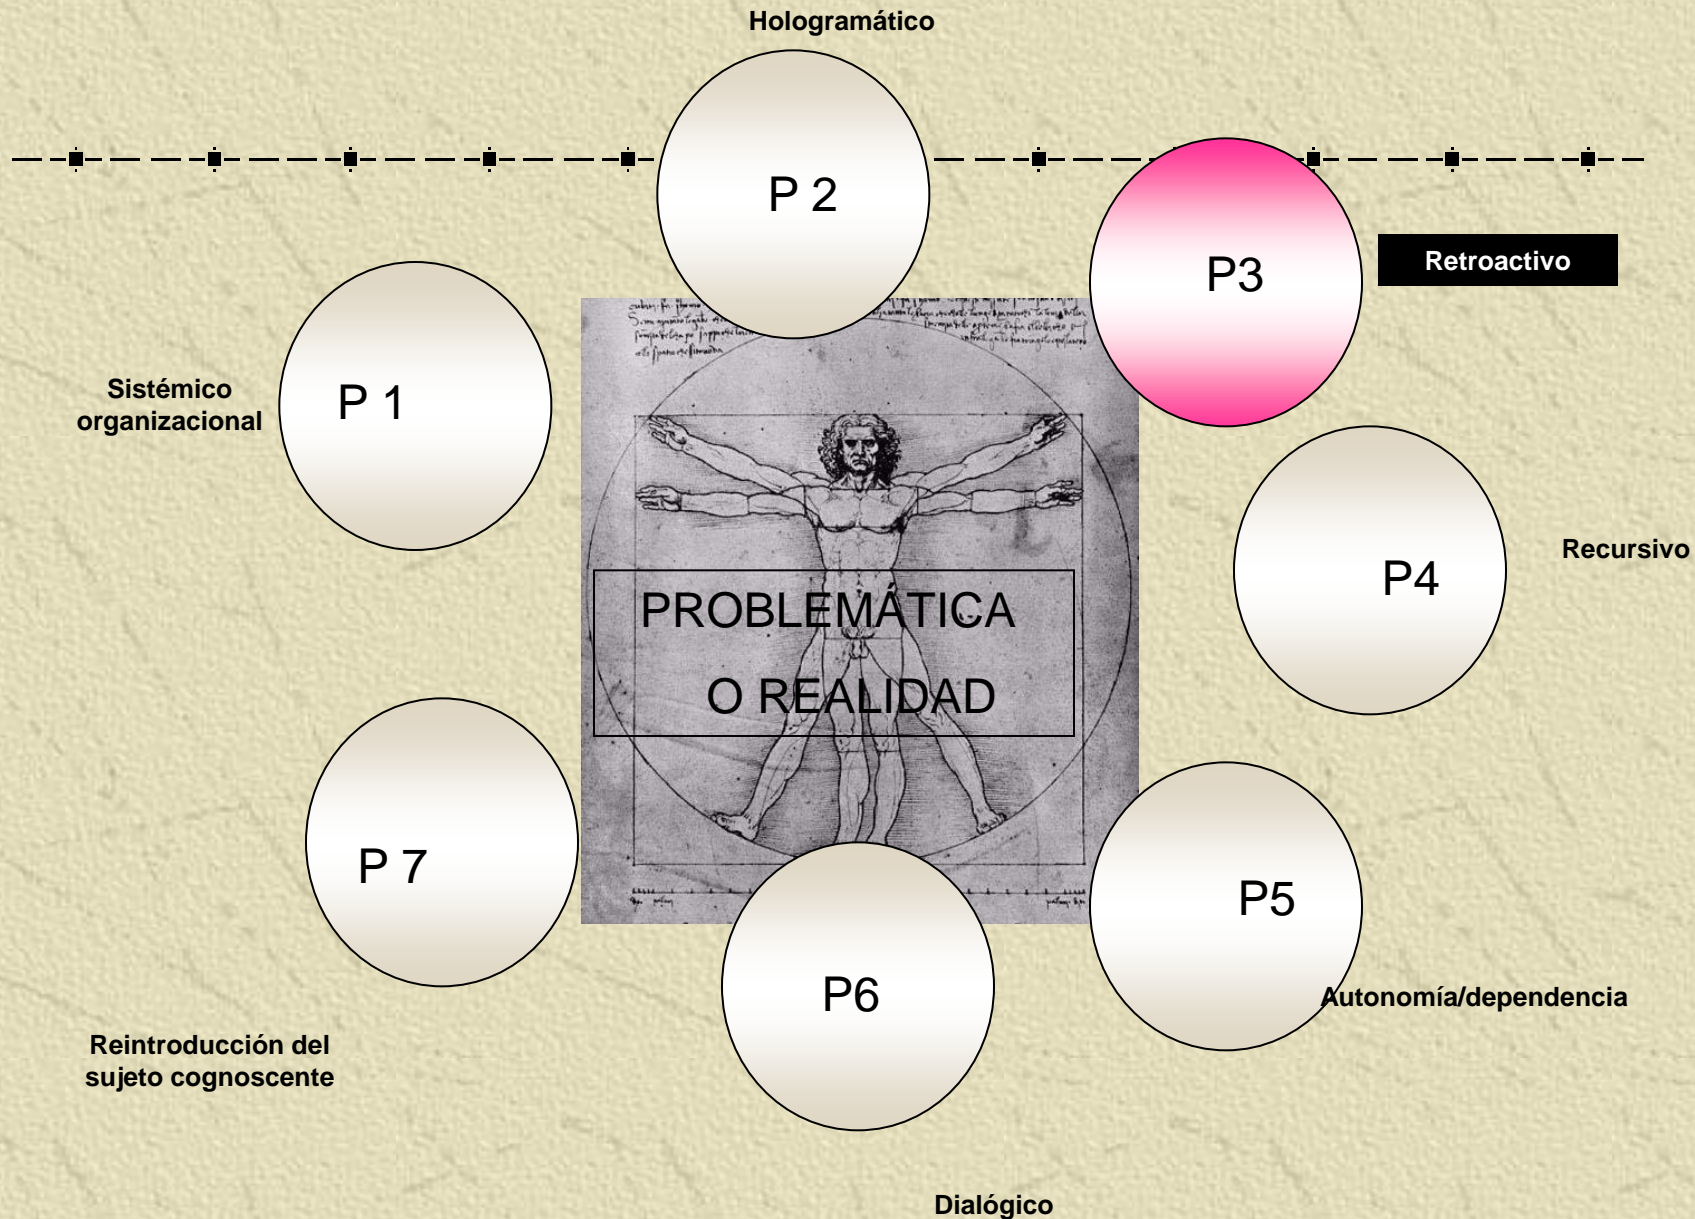 Hologramático
P 2
P3
Retroactivo
Sistémico
organizacional
P 1
Recursivo
P4
PROBLEMÁTICA
O REALIDAD
P 7
P5
Autonomía/dependencia
P6
Reintroducción del
sujeto cognoscente
Dialógico